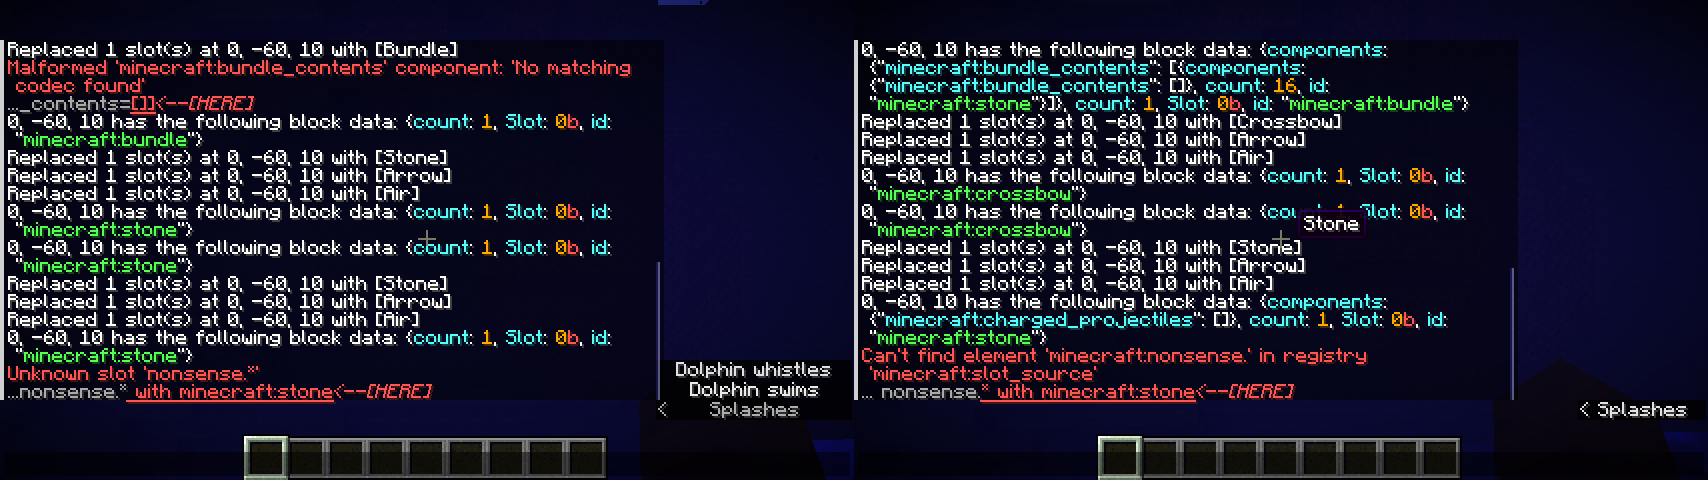 Replaced 1 slot(s) at 0, -60, 10 with [Bundle]
Malformed 'minecraft:bundle_contents' component: 'No matching
codec found'
..._contents=[]]<--[HERE]
0, -60, 10 has the following block data: {count: 1, Slot: 0b, id:
"minecraft:bundle"}
Replaced 1 slot(s) at 0, -60, 10 with [Stone]
Replaced 1 slot(s) at 0, -60, 10 with [Arrow]
Replaced 1 slot(s) at 0, -60, 10 with [Air]
0, -60, 10 has the following block data: {count: 1, Slot: 0b, id:
"minecraft:stone"}
0, -60, 10 has the following block data: {count: 1, Slot: 0b, id:
"minecraft:stone"}
Replaced 1 slot(s) at 0, -60, 10 with [Stone]
Replaced 1 slot(s) at 0, -60, 10 with [Arrow]
Replaced 1 slot(s) at 0, -60, 10 with [Air]
0, -60, 10 has the following block data: {count: 1, Slot: 0b, id:
"minecraft:stone"}
Unknown slot 'nonsense.*'
...nonsense.* with minecraft:stone<--[HERE]
Dolphin whistles
Dolphin swims
< Splashes
0, -60, 10 has the following block data: {components:
{"minecraft:bundle_contents": [{components:
{"minecraft:bundle_contents": []}, count: 16, id:
"minecraft:stone"}]}, count: 1, Slot: 0b, id: "minecraft:bundle"}
Replaced 1 slot(s) at 0, -60, 10 with [Crossbow]
Replaced 1 slot(s) at 0, -60, 10 with [Arrow]
Replaced 1 slot(s) at 0, -60, 10 with [Air]
0, -60, 10 has the following block data: {count: 1, Slot: 0b, id:
"minecraft:crossbow"}
0, -60, 10 has the following block data: {count: 1, Slot: 0b, id:
"minecraft:crossbow"}
Stone
Replaced 1 slot(s) at 0, -60, 10 with [Stone]
Replaced 1 slot(s) at 0, -60, 10 with [Arrow]
Replaced 1 slot(s) at 0, -60, 10 with [Air]
0, -60, 10 has the following block data: {components:
{"minecraft:charged_projectiles": []}, count: 1, Slot: 0b, id:
"minecraft:stone"}
Can't find element 'minecraft:nonsense.' in registry
'minecraft:slot_source'
... nonsense.* with minecraft:stone<--[HERE]
< Splashes